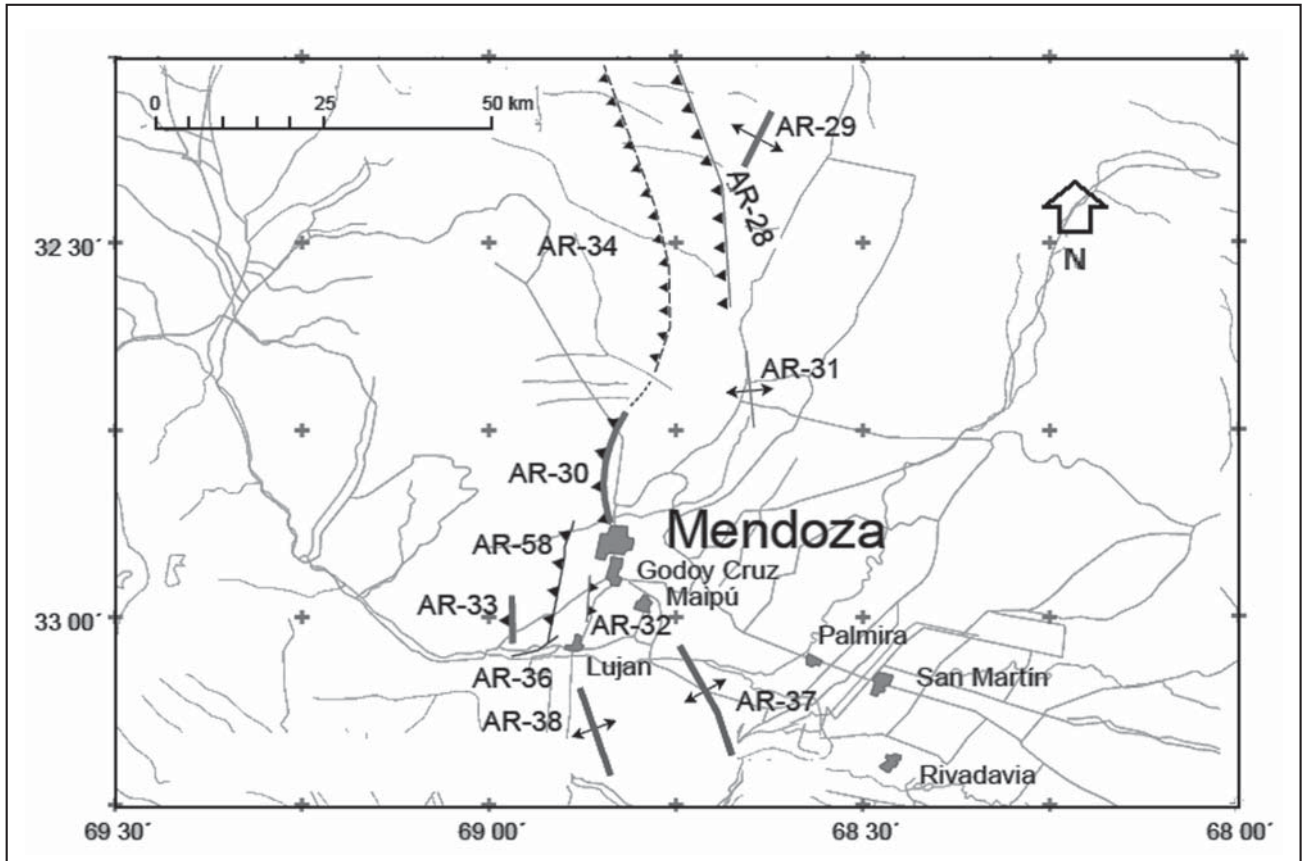 0 25 50 km
AR-29
AR-28
32 30´
AR-34
N
AR-31
AR-30
Mendoza
AR-58
Godoy Cruz
AR-33
Maipú
33 00´
AR-32
Palmira
Lujan
AR-36
San Martín
AR-37
AR-38
Rivadavia
69 30´ 69 00´ 68 30´ 68 00´